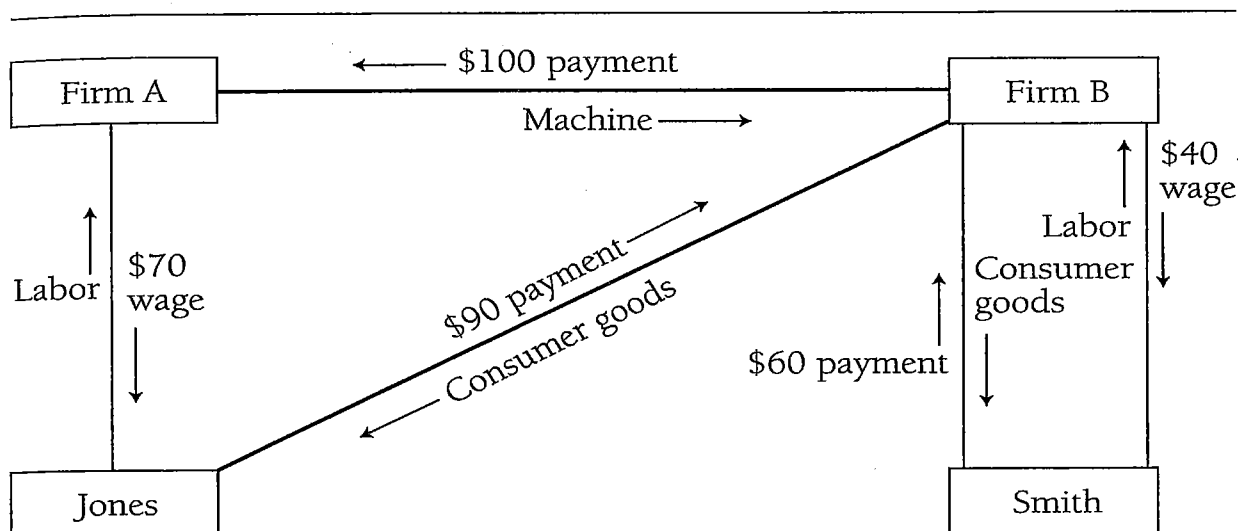 $100 payment
Firm A
Firm B
Machine
$40
wage
Labor
$70
wage
Labor
Consumer
goods
$90 payment
Consumer goods
$60 payment
Jones
Smith